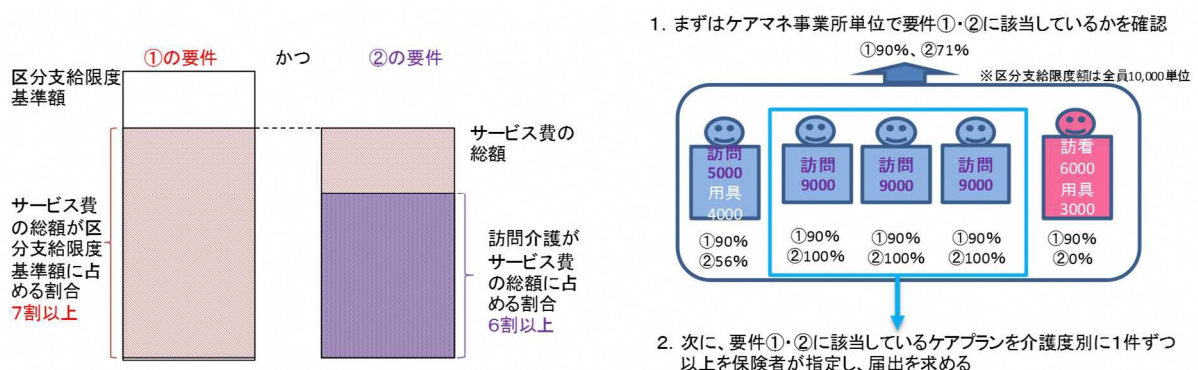 ①の要件
かつ
②の要件
区分支給限度
基準額
サービス費の
総額
サービス費
の総額が区
分支給限度
基準額に占
める割合
7割以上
訪問介護が
サービス費
の総額に占
める割合
6割以上
1. まずはケアマネ事業所単位で要件①・②に該当しているかを確認
①90%、②71%
※区分支給限度額は全員10,000単位
訪問
5000
用具
4000
①90%
②56%
訪問
9000
①90%
②100%
訪問
9000
①90%
②100%
訪問
9000
①90%
②100%
訪看
6000
用具
3000
①90%
②0%
2. 次に、要件①・②に該当しているケアプランを介護度別に1件ずつ
以上を保険者が指定し、届出を求める